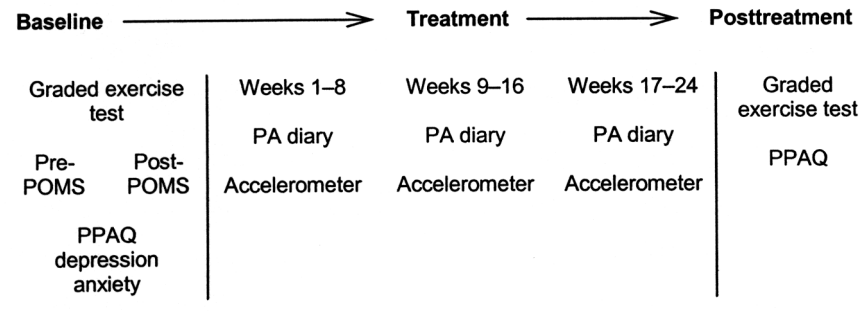 Baseline Treatment Posttreatment
Graded exercise
test
Pre-
POMS
Post-
POMS
PPAQ
depression
anxiety
Weeks 1–8
PA diary
Accelerometer
Weeks 9–16
PA diary
Accelerometer
Weeks 17–24
PA diary
Accelerometer
Graded
exercise test
PPAQ